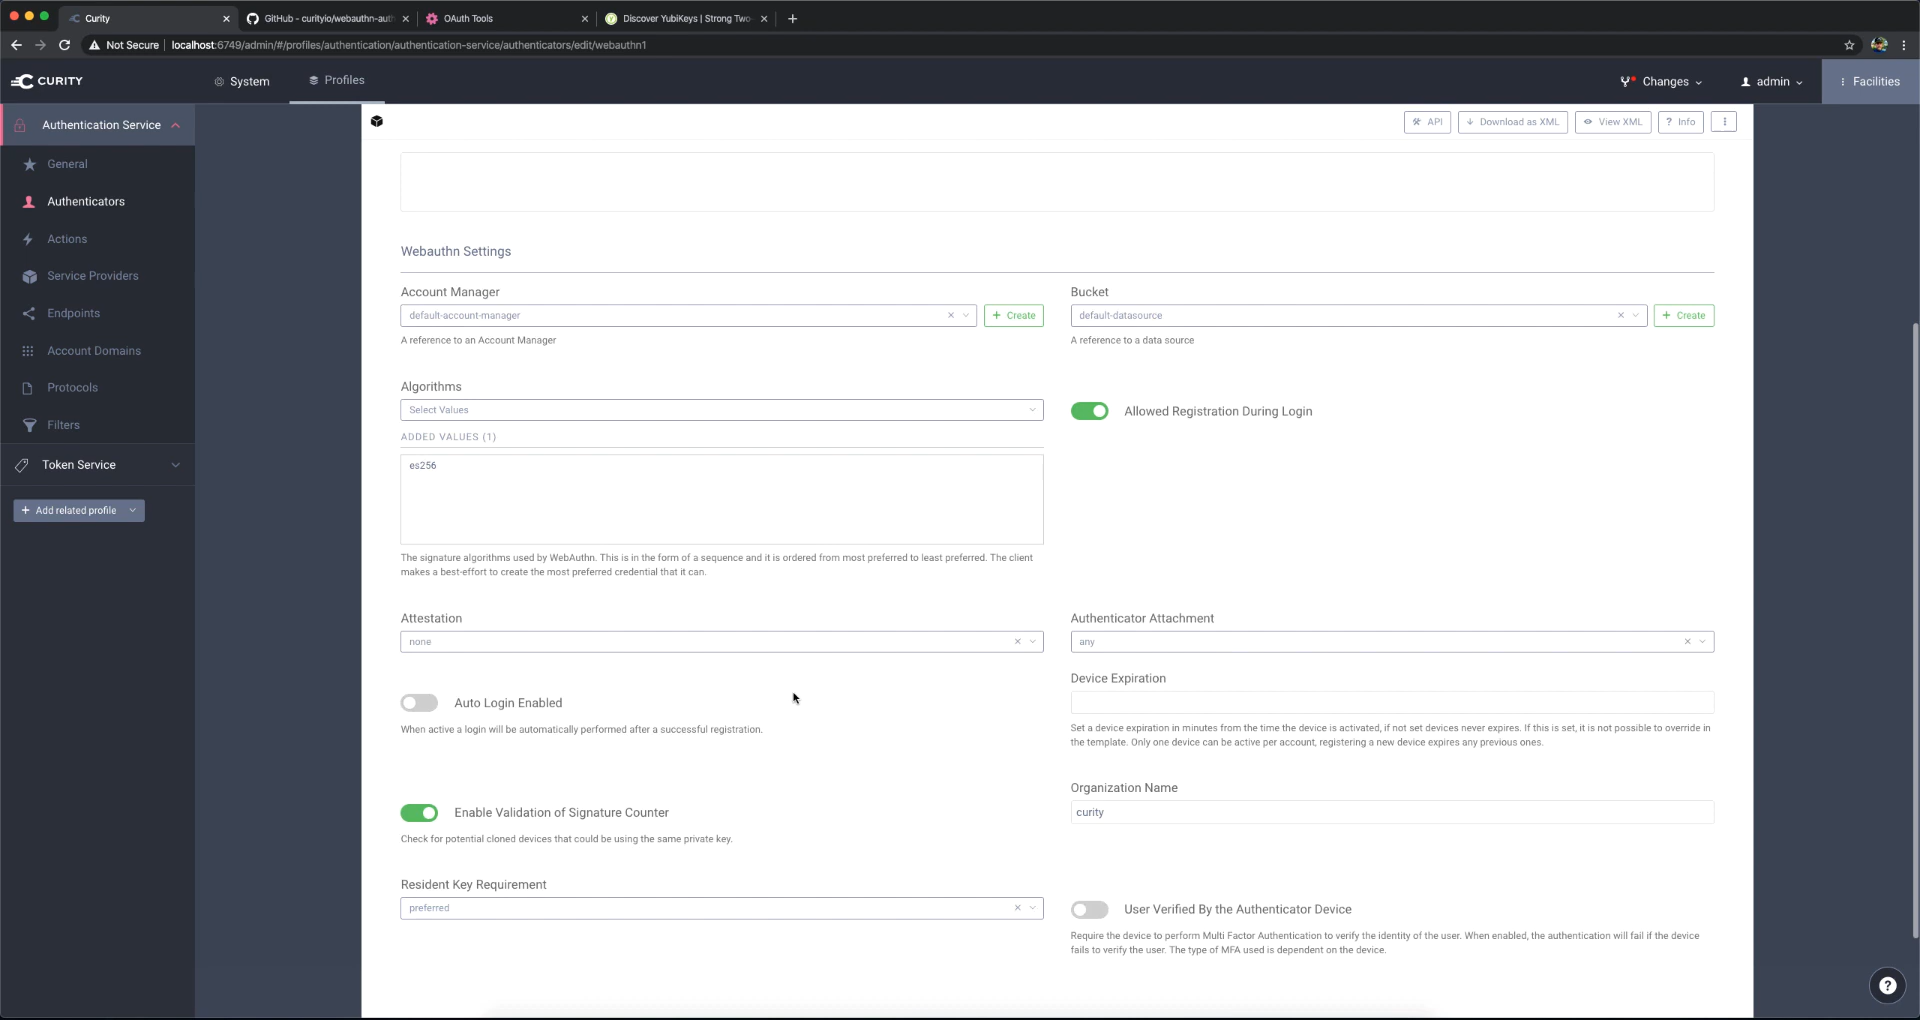 Curity
GitHub - curityio/webauthn-auth
OAuth Tools
Discover YubiKeys | Strong Two-
Not Secure
localhost:6749/admin/#/profiles/authentication/authentication-service/authenticators/edit/webauthn1
CURITY
System
Profiles
Changes
admin
Facilities
Authentication Service
General
Authenticators
Actions
Service Providers
Endpoints
Account Domains
Protocols
Filters
Token Service
+ Add related profile
API
Download as XML
View XML
? Info
Webauthn Settings
Account Manager
default-account-manager
+ Create
A reference to an Account Manager
Bucket
default-datasource
+ Create
A reference to a data source
Algorithms
Select Values
ADDED VALUES (1)
es256
The signature algorithms used by WebAuthn. This is in the form of a sequence and it is ordered from most preferred to least preferred. The client
makes a best-effort to create the most preferred credential that it can.
Allowed Registration During Login
Attestation
none
Authenticator Attachment
any
Auto Login Enabled
When active a login will be automatically performed after a successful registration.
Device Expiration
Set a device expiration in minutes from the time the device is activated, if not set devices never expires. If this is set, it is not possible to override in
the template. Only one device can be active per account, registering a new device expires any previous ones.
Enable Validation of Signature Counter
Check for potential cloned devices that could be using the same private key.
Organization Name
curity
Resident Key Requirement
preferred
User Verified By the Authenticator Device
Require the device to perform Multi Factor Authentication to verify the identity of the user. When enabled, the authentication will fail if the device
fails to verify the user. The type of MFA used is dependent on the device.
?